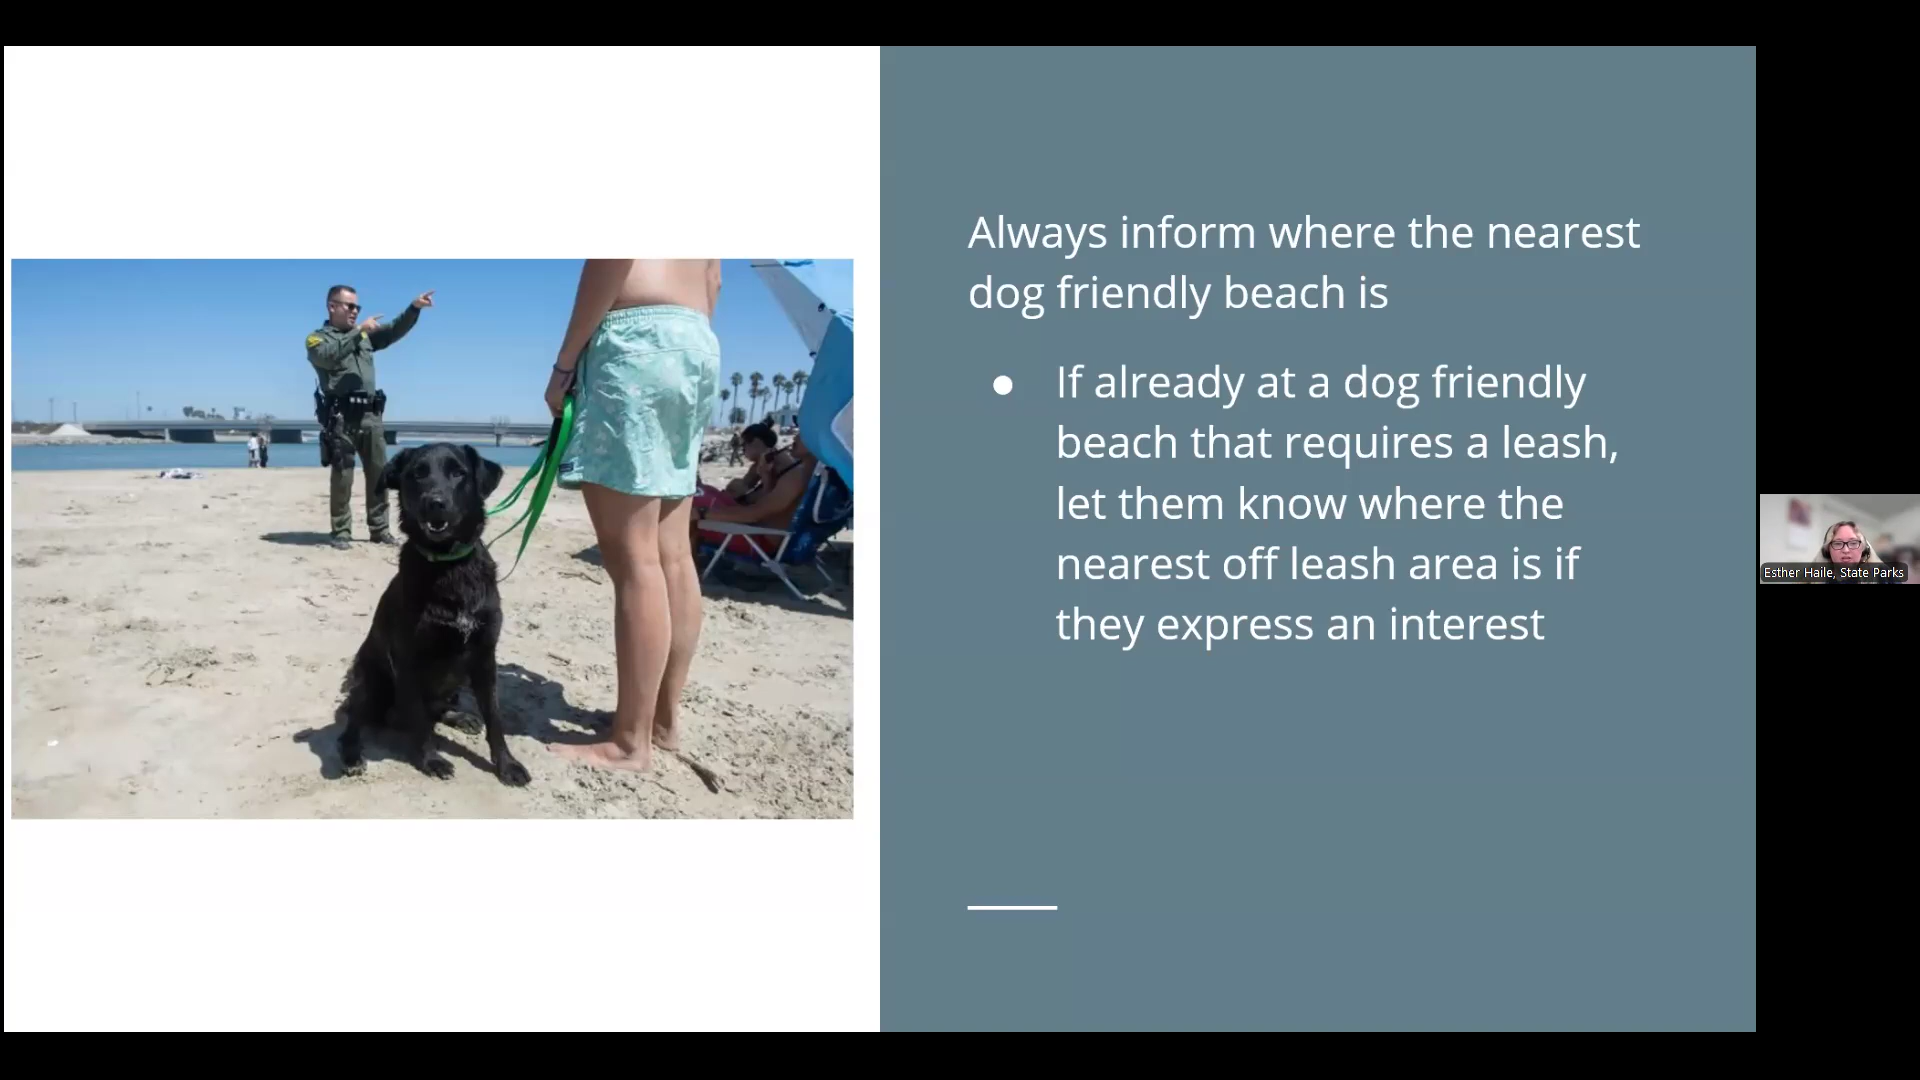 Always inform where the nearest
dog friendly beach is
● If already at a dog friendly
beach that requires a leash,
let them know where the
nearest off leash area is if
they express an interest
Esther Haile, State Parks